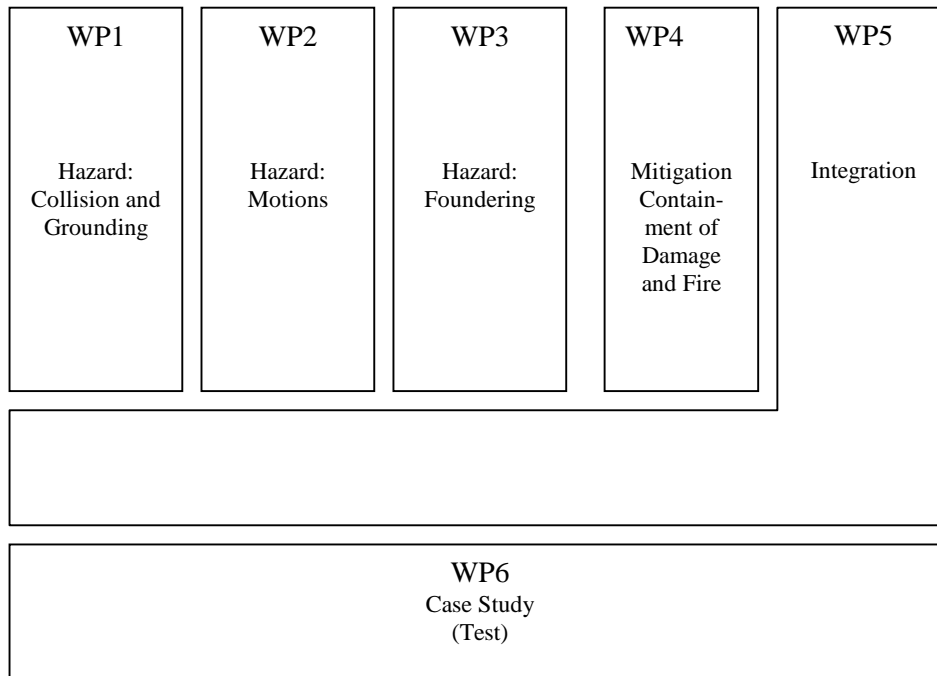 WP1
Hazard:
Collision and
Grounding
WP2
Hazard:
Motions
WP3
Hazard:
Foundering
WP4
Mitigation
Contain-
ment of
Damage
and Fire
WP5
Integration
WP6
Case Study
(Test)